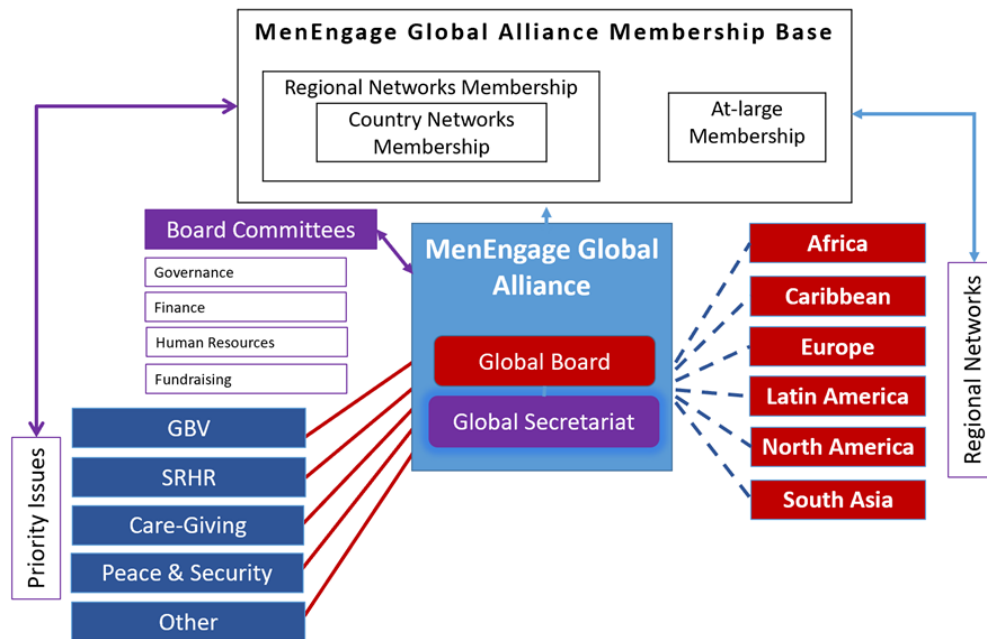 MenEngage Global Alliance Membership Base
Regional Networks Membership
Country Networks
Membership
At-large
Membership
Board Committees
Governance
Finance
Human Resources
Fundraising
MenEngage Global
Alliance
Global Board
Global Secretariat
Africa
Caribbean
Europe
Latin America
North America
South Asia
Regional Networks
Priority Issues
GBV
SRHR
Care-Giving
Peace & Security
Other